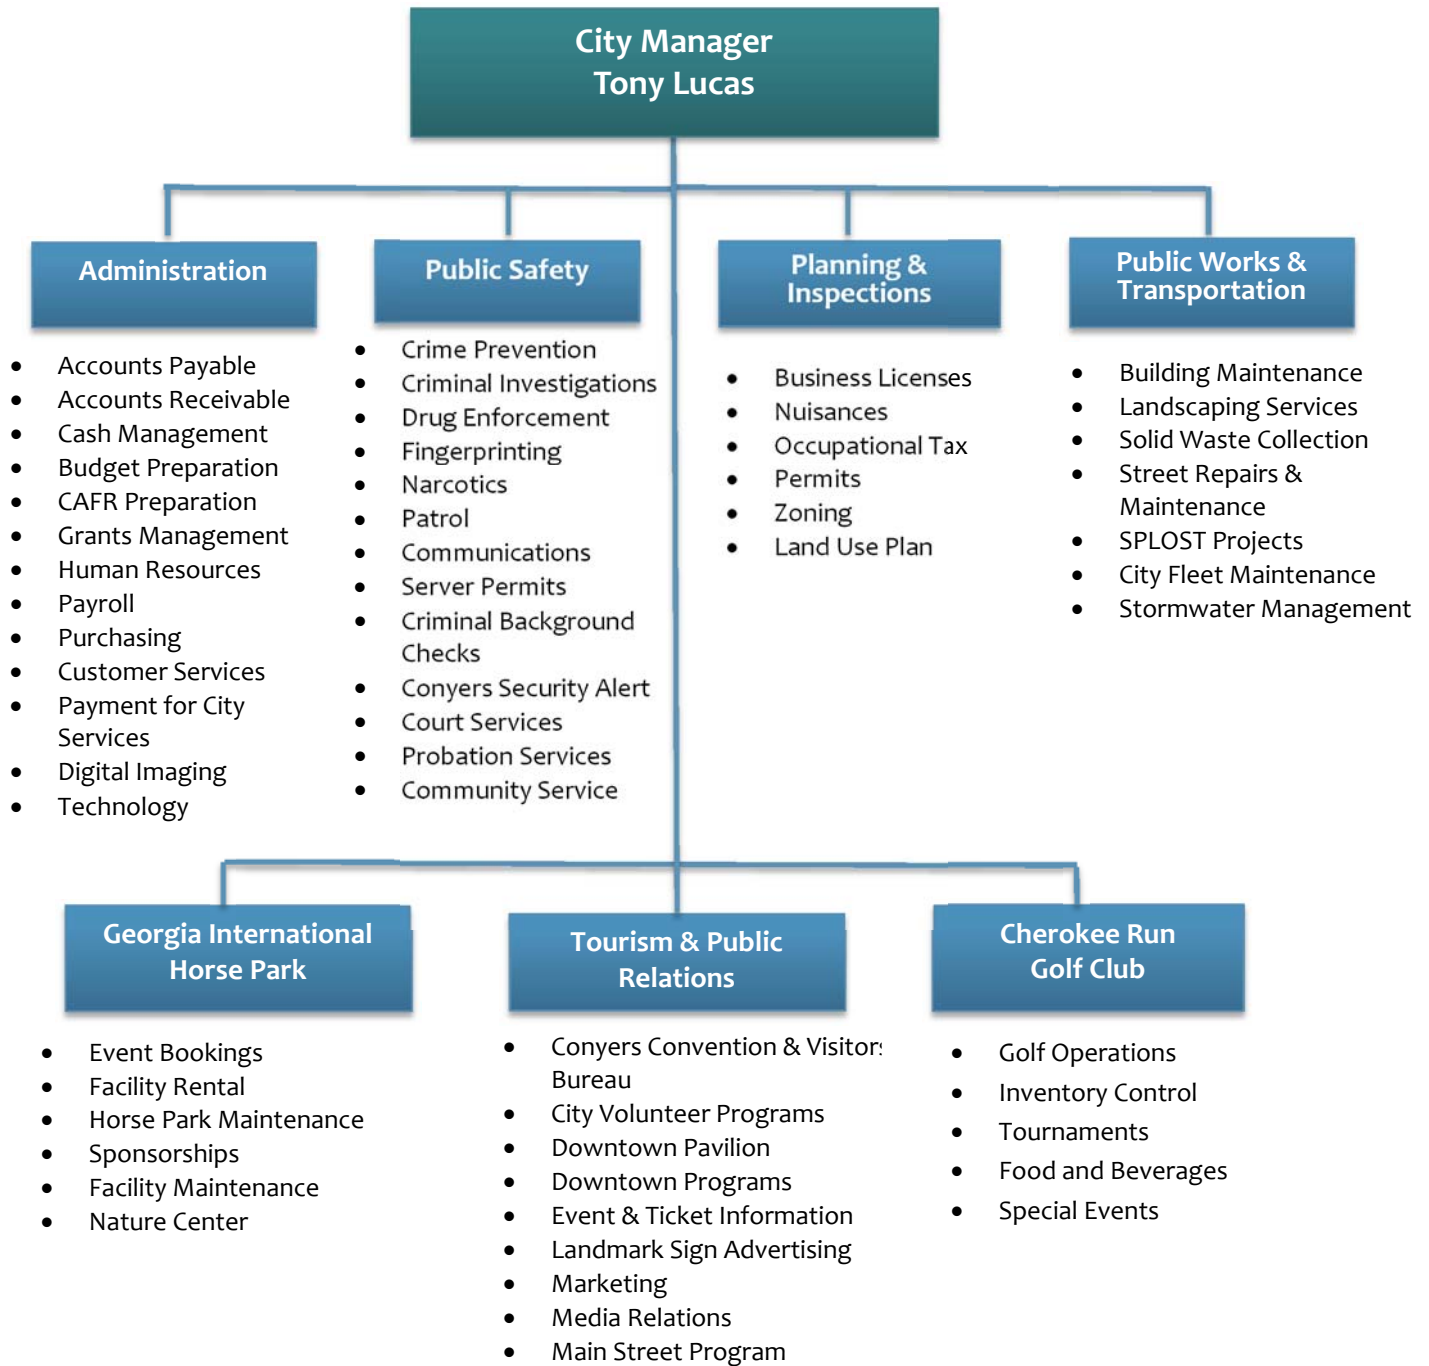 City Manager
Tony Lucas
Administration
• Accounts Payable
• Accounts Receivable
• Cash Management
• Budget Preparation
• CAFR Preparation
• Grants Management
• Human Resources
• Payroll
• Purchasing
• Customer Services
• Payment for City
Services
• Digital Imaging
• Technology
Public Safety
• Crime Prevention
• Criminal Investigations
• Drug Enforcement
• Fingerprinting
• Narcotics
• Patrol
• Communications
• Server Permits
• Criminal Background
Checks
• Conyers Security Alert
• Court Services
• Probation Services
• Community Service
Planning &
Inspections
• Business Licenses
• Nuisances
• Occupational Tax
• Permits
• Zoning
• Land Use Plan
Public Works &
Transportation
• Building Maintenance
• Landscaping Services
• Solid Waste Collection
• Street Repairs &
Maintenance
• SPLOST Projects
• City Fleet Maintenance
• Stormwater Management
Georgia International
Horse Park
• Event Bookings
• Facility Rental
• Horse Park Maintenance
• Sponsorships
• Facility Maintenance
• Nature Center
Tourism & Public
Relations
• Conyers Convention & Visitors
Bureau
• City Volunteer Programs
• Downtown Pavilion
• Downtown Programs
• Event & Ticket Information
• Landmark Sign Advertising
• Marketing
• Media Relations
• Main Street Program
Cherokee Run
Golf Club
• Golf Operations
• Inventory Control
• Tournaments
• Food and Beverages
• Special Events